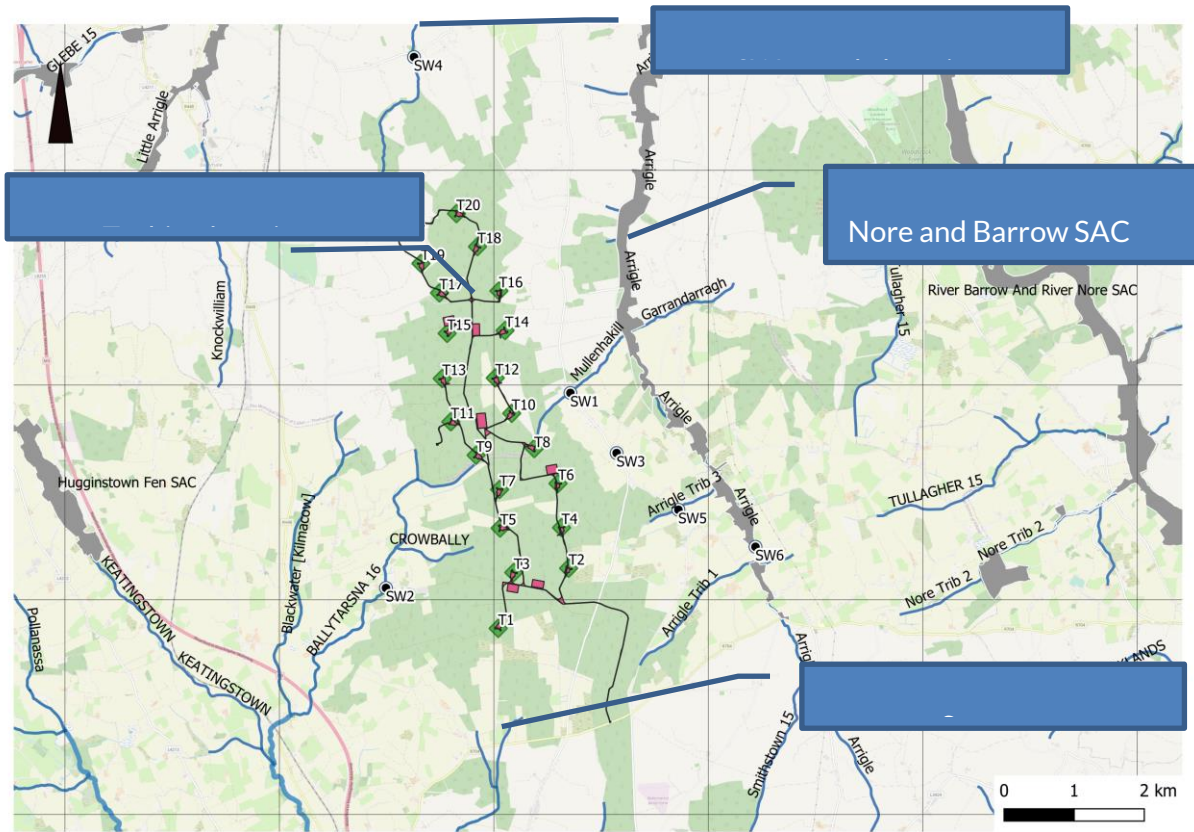 GLEBE 15
SW4
Little Arrigle
Arrigle
Nore and Barrow SAC
T20
T18
T19
T17
T16
T15
T14
T13
T12
T11
T10
T9
T8
T7
T6
T5
T4
T3
T2
T1
Arrigle
Garrandarragh
Mullenhakill
Knockwilliam
Tullagher 15
River Barrow And River Nore SAC
SW1
Arrigle
SW3
Hugginstown Fen SAC
Arrigle Trib 3
SW5
TULLAGHER 15
Arrigle
SW6
Nore Trib 2
Nore Trib 2
CROWBALLY
Blackwater [Kilmacow]
BALLYTARSNA 16
SW2
Arrigle Trib 1
KEATINGSTOWN
KEATINGSTOWN
Pollanassa
Smithstown 15
Arrigle
0 1 2 km